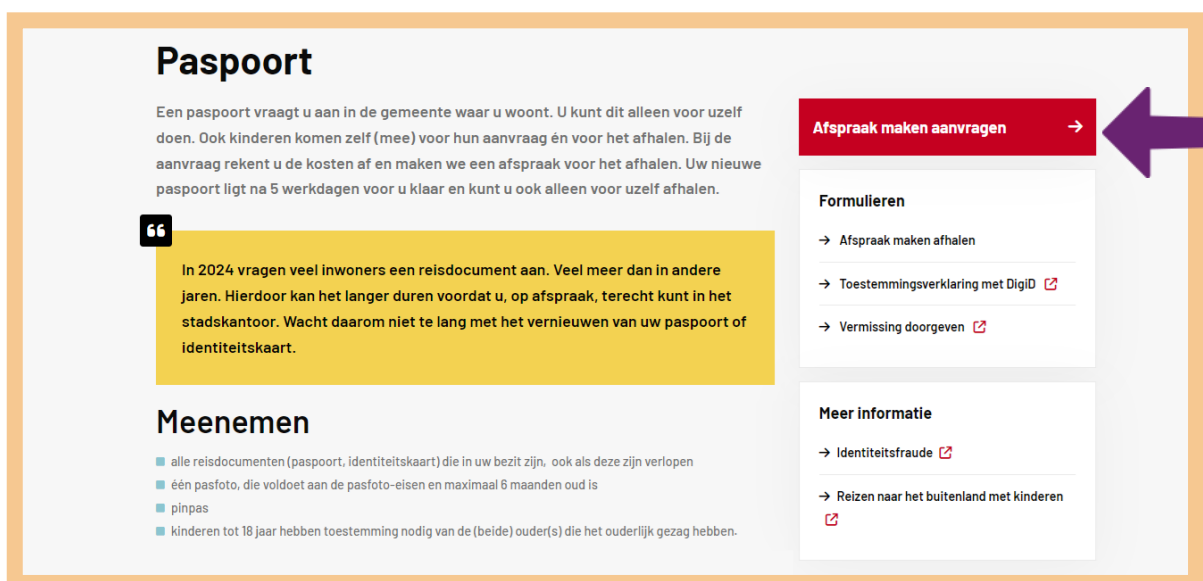 Paspoort
Een paspoort vraagt u aan in de gemeente waar u woont. U kunt dit alleen voor uzelf
doen. Ook kinderen komen zelf (mee) voor hun aanvraag én voor het afhalen. Bij de
aanvraag rekent u de kosten af en maken we een afspraak voor het afhalen. Uw nieuwe
paspoort ligt na 5 werkdagen voor u klaar en kunt u ook alleen voor uzelf afhalen.
In 2024 vragen veel inwoners een reisdocument aan. Veel meer dan in andere
jaren. Hierdoor kan het langer duren voordat u, op afspraak, terecht kunt in het
stadskantoor. Wacht daarom niet te lang met het vernieuwen van uw paspoort of
identiteitskaart.
Meenemen
alle reisdocumenten (paspoort, identiteitskaart) die in uw bezit zijn, ook als deze zijn verlopen
één pasfoto, die voldoet aan de pasfoto-eisen en maximaal 6 maanden oud is
pinpas
kinderen tot 18 jaar hebben toestemming nodig van de (beide) ouder(s) die het ouderlijk gezag hebben.
Afspraak maken aanvragen
Formulieren
Afspraak maken afhalen
Toestemmingsverklaring met DigiD
Vermissing doorgeven
Meer informatie
Identiteitsfraude
Reizen naar het buitenland met kinderen